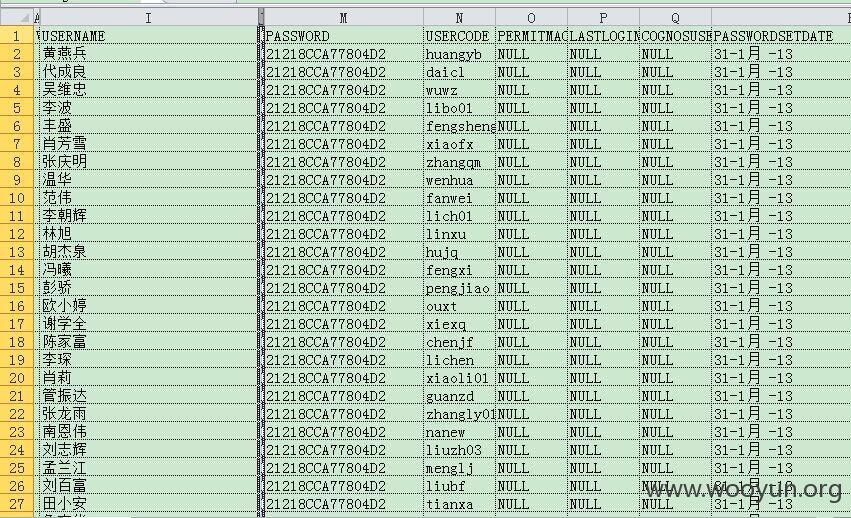 I M N O P Q
1 USERNAME PASSWORD USERCODE PERMITMAC LASTLOGIN COGNOSUSE PASSWORDSETDATE
2 黄燕兵 21218CCA77804D2 huangyb NULL NULL NULL 31-1月 -13
3 代成良 21218CCA77804D2 daicl NULL NULL NULL 31-1月 -13
4 吴维忠 21218CCA77804D2 wuwz NULL NULL NULL 31-1月 -13
5 李波 21218CCA77804D2 libo01 NULL NULL NULL 31-1月 -13
6 丰盛 21218CCA77804D2 fengsheng NULL NULL NULL 31-1月 -13
7 肖芳雪 21218CCA77804D2 xiaofx NULL NULL NULL 31-1月 -13
8 张庆明 21218CCA77804D2 zhangqm NULL NULL NULL 31-1月 -13
9 温华 21218CCA77804D2 wenhua NULL NULL NULL 31-1月 -13
10 范伟 21218CCA77804D2 fanwei NULL NULL NULL 31-1月 -13
11 李朝辉 21218CCA77804D2 lich01 NULL NULL NULL 31-1月 -13
12 林旭 21218CCA77804D2 linxu NULL NULL NULL 31-1月 -13
13 胡杰泉 21218CCA77804D2 hujq NULL NULL NULL 31-1月 -13
14 冯曦 21218CCA77804D2 fengxi NULL NULL NULL 31-1月 -13
15 彭骄 21218CCA77804D2 pengjiao NULL NULL NULL 31-1月 -13
16 欧小婷 21218CCA77804D2 ouxt NULL NULL NULL 31-1月 -13
17 谢学全 21218CCA77804D2 xiexq NULL NULL NULL 31-1月 -13
18 陈家富 21218CCA77804D2 chenjf NULL NULL NULL 31-1月 -13
19 李琛 21218CCA77804D2 lichen NULL NULL NULL 31-1月 -13
20 肖莉 21218CCA77804D2 xiaoli01 NULL NULL NULL 31-1月 -13
21 管振达 21218CCA77804D2 guanzd NULL NULL NULL 31-1月 -13
22 张龙雨 21218CCA77804D2 zhangly01 NULL NULL NULL 31-1月 -13
23 南恩伟 21218CCA77804D2 nanew NULL NULL NULL 31-1月 -13
24 刘志辉 21218CCA77804D2 liuzh03 NULL NULL NULL 31-1月 -13
25 孟兰江 21218CCA77804D2 menglj NULL NULL NULL 31-1月 -13
26 刘百富 21218CCA77804D2 liubf NULL NULL NULL 31-1月 -13
27 田小安 21218CCA77804D2 tianxa NULL NULL NULL 31-1月 -13
www.wooyun.org